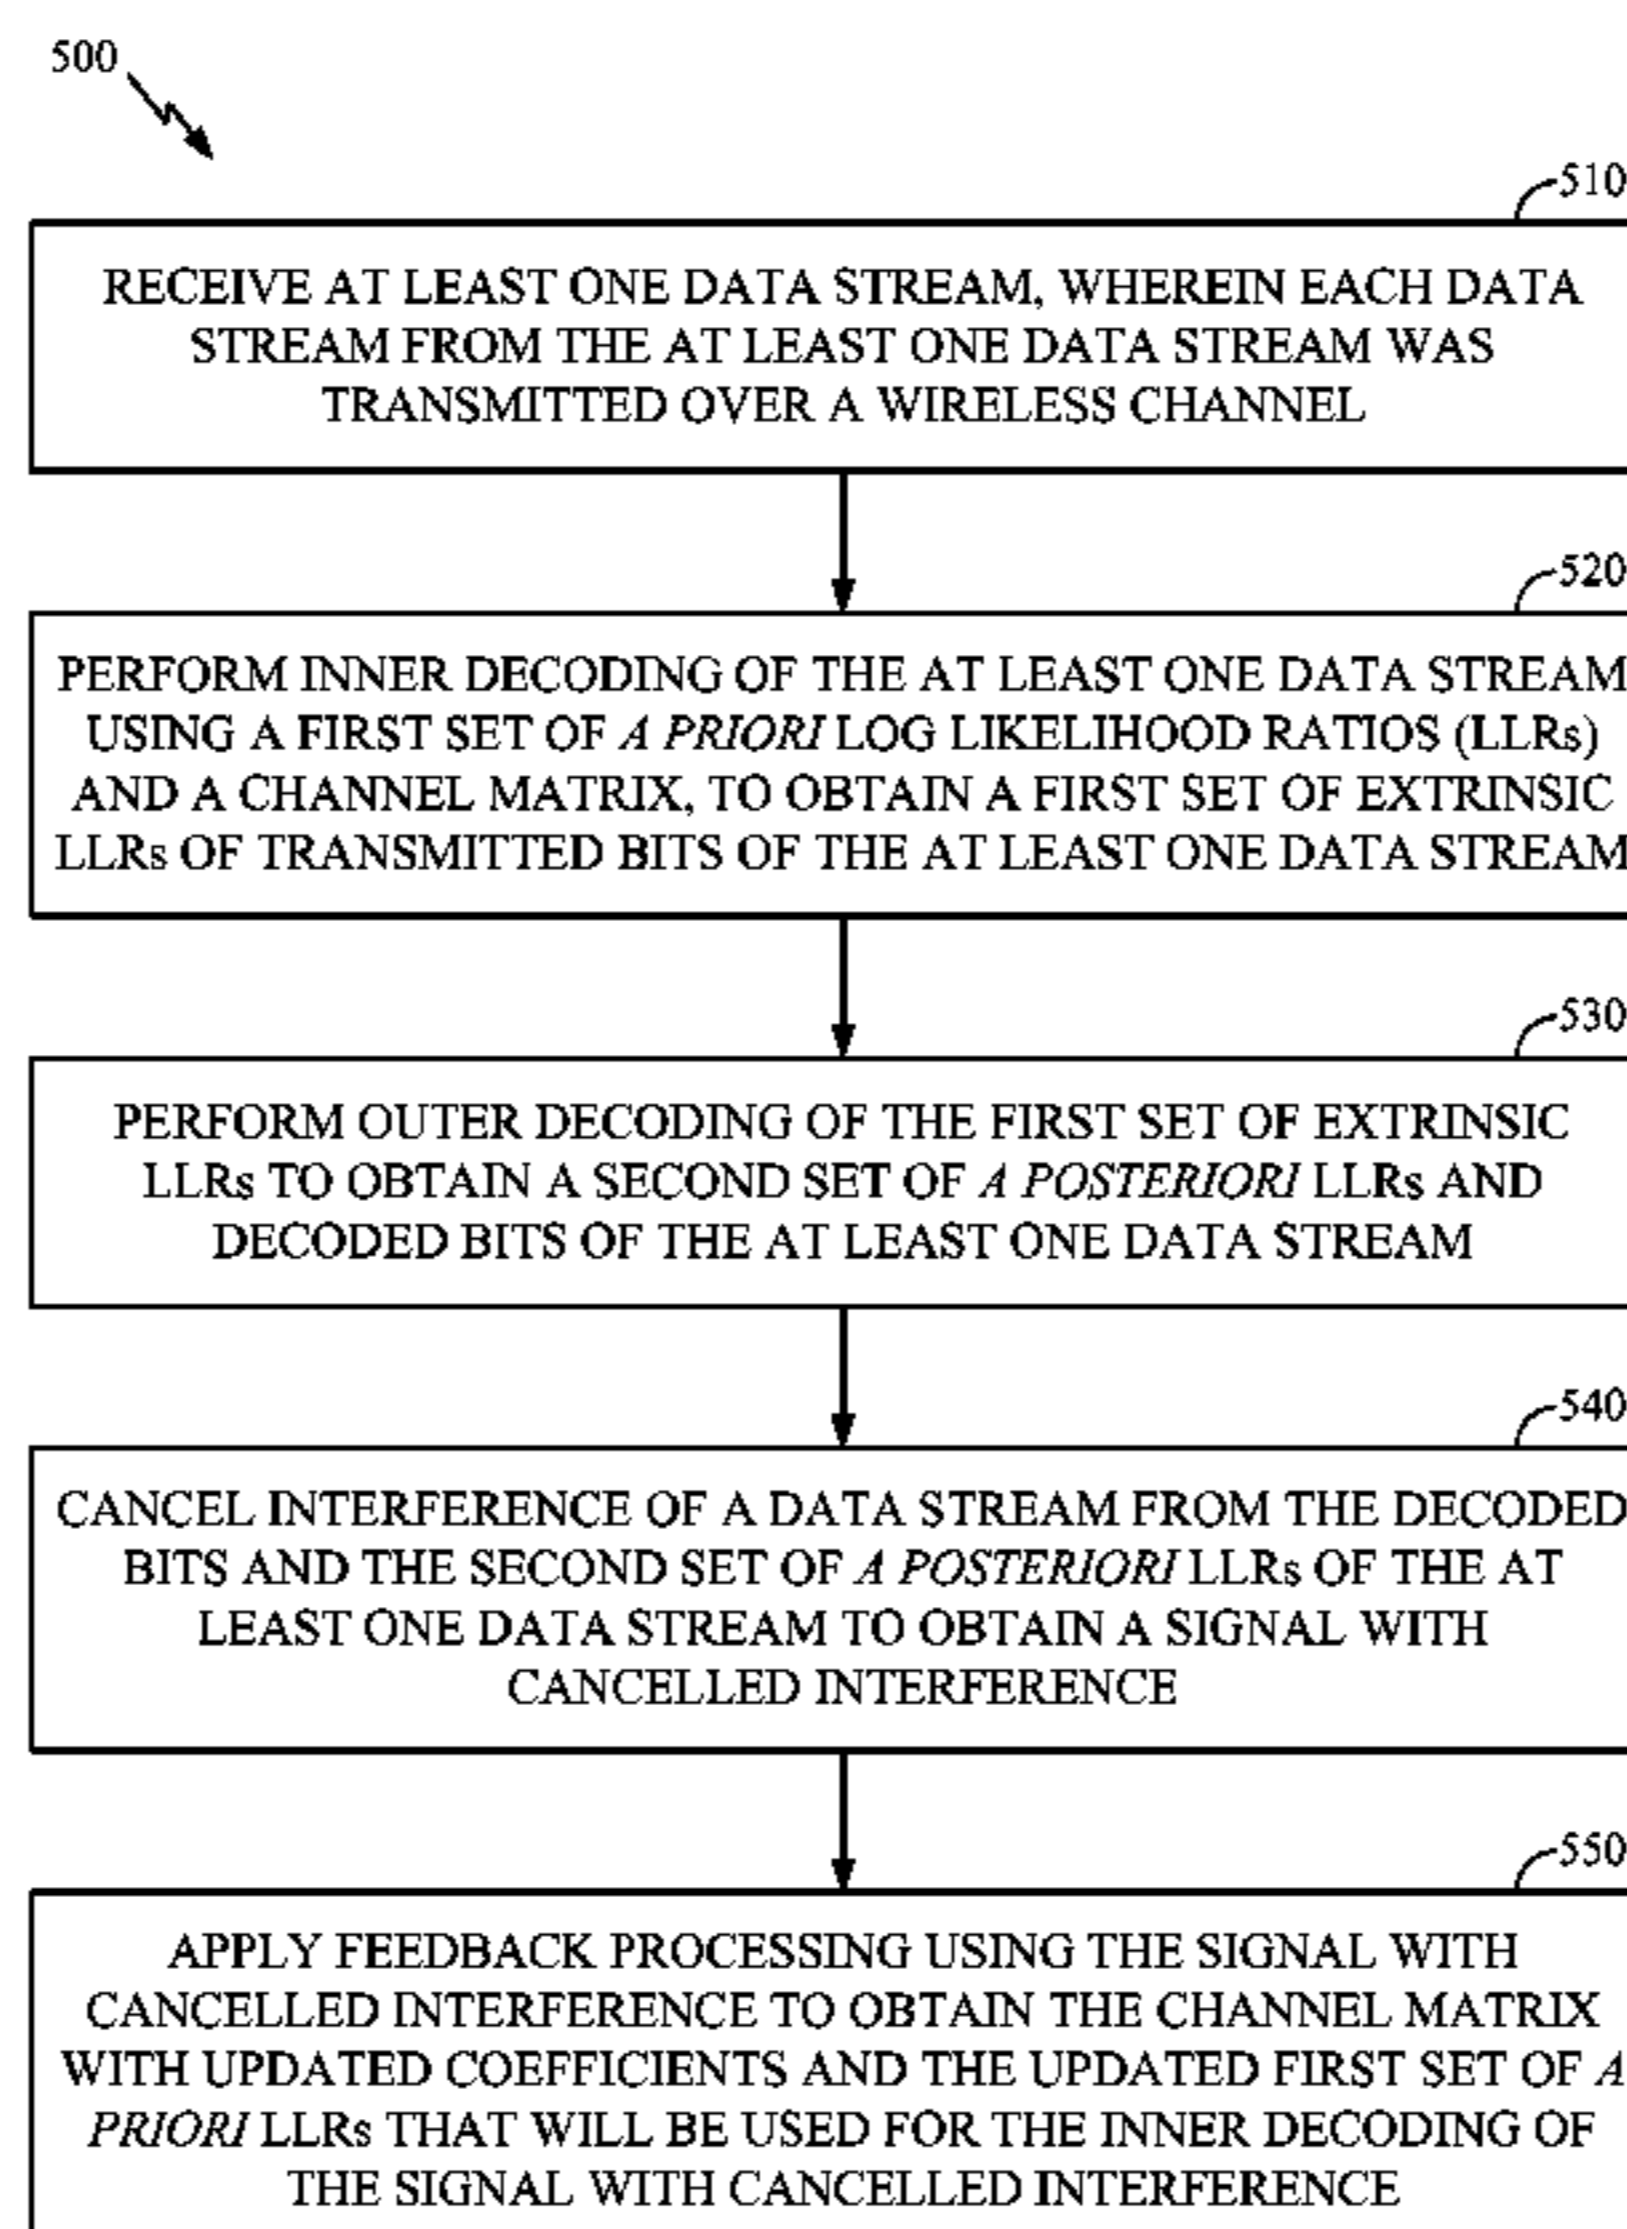 500
510
RECEIVE AT LEAST ONE DATA STREAM, WHEREIN EACH DATA
STREAM FROM THE AT LEAST ONE DATA STREAM WAS
TRANSMITTED OVER A WIRELESS CHANNEL
520
PERFORM INNER DECODING OF THE AT LEAST ONE DATA STREAM
USING A FIRST SET OF A PRIORI LOG LIKELIHOOD RATIOS (LLRs)
AND A CHANNEL MATRIX, TO OBTAIN A FIRST SET OF EXTRINSIC
LLRs OF TRANSMITTED BITS OF THE AT LEAST ONE DATA STREAM
530
PERFORM OUTER DECODING OF THE FIRST SET OF EXTRINSIC
LLRs TO OBTAIN A SECOND SET OF A POSTERIORI LLRs AND
DECODED BITS OF THE AT LEAST ONE DATA STREAM
540
CANCEL INTERFERENCE OF A DATA STREAM FROM THE DECODED
BITS AND THE SECOND SET OF A POSTERIORI LLRs OF THE AT
LEAST ONE DATA STREAM TO OBTAIN A SIGNAL WITH
CANCELLED INTERFERENCE
550
APPLY FEEDBACK PROCESSING USING THE SIGNAL WITH
CANCELLED INTERFERENCE TO OBTAIN THE CHANNEL MATRIX
WITH UPDATED COEFFICIENTS AND THE UPDATED FIRST SET OF A
PRIORI LLRs THAT WILL BE USED FOR THE INNER DECODING OF
THE SIGNAL WITH CANCELLED INTERFERENCE